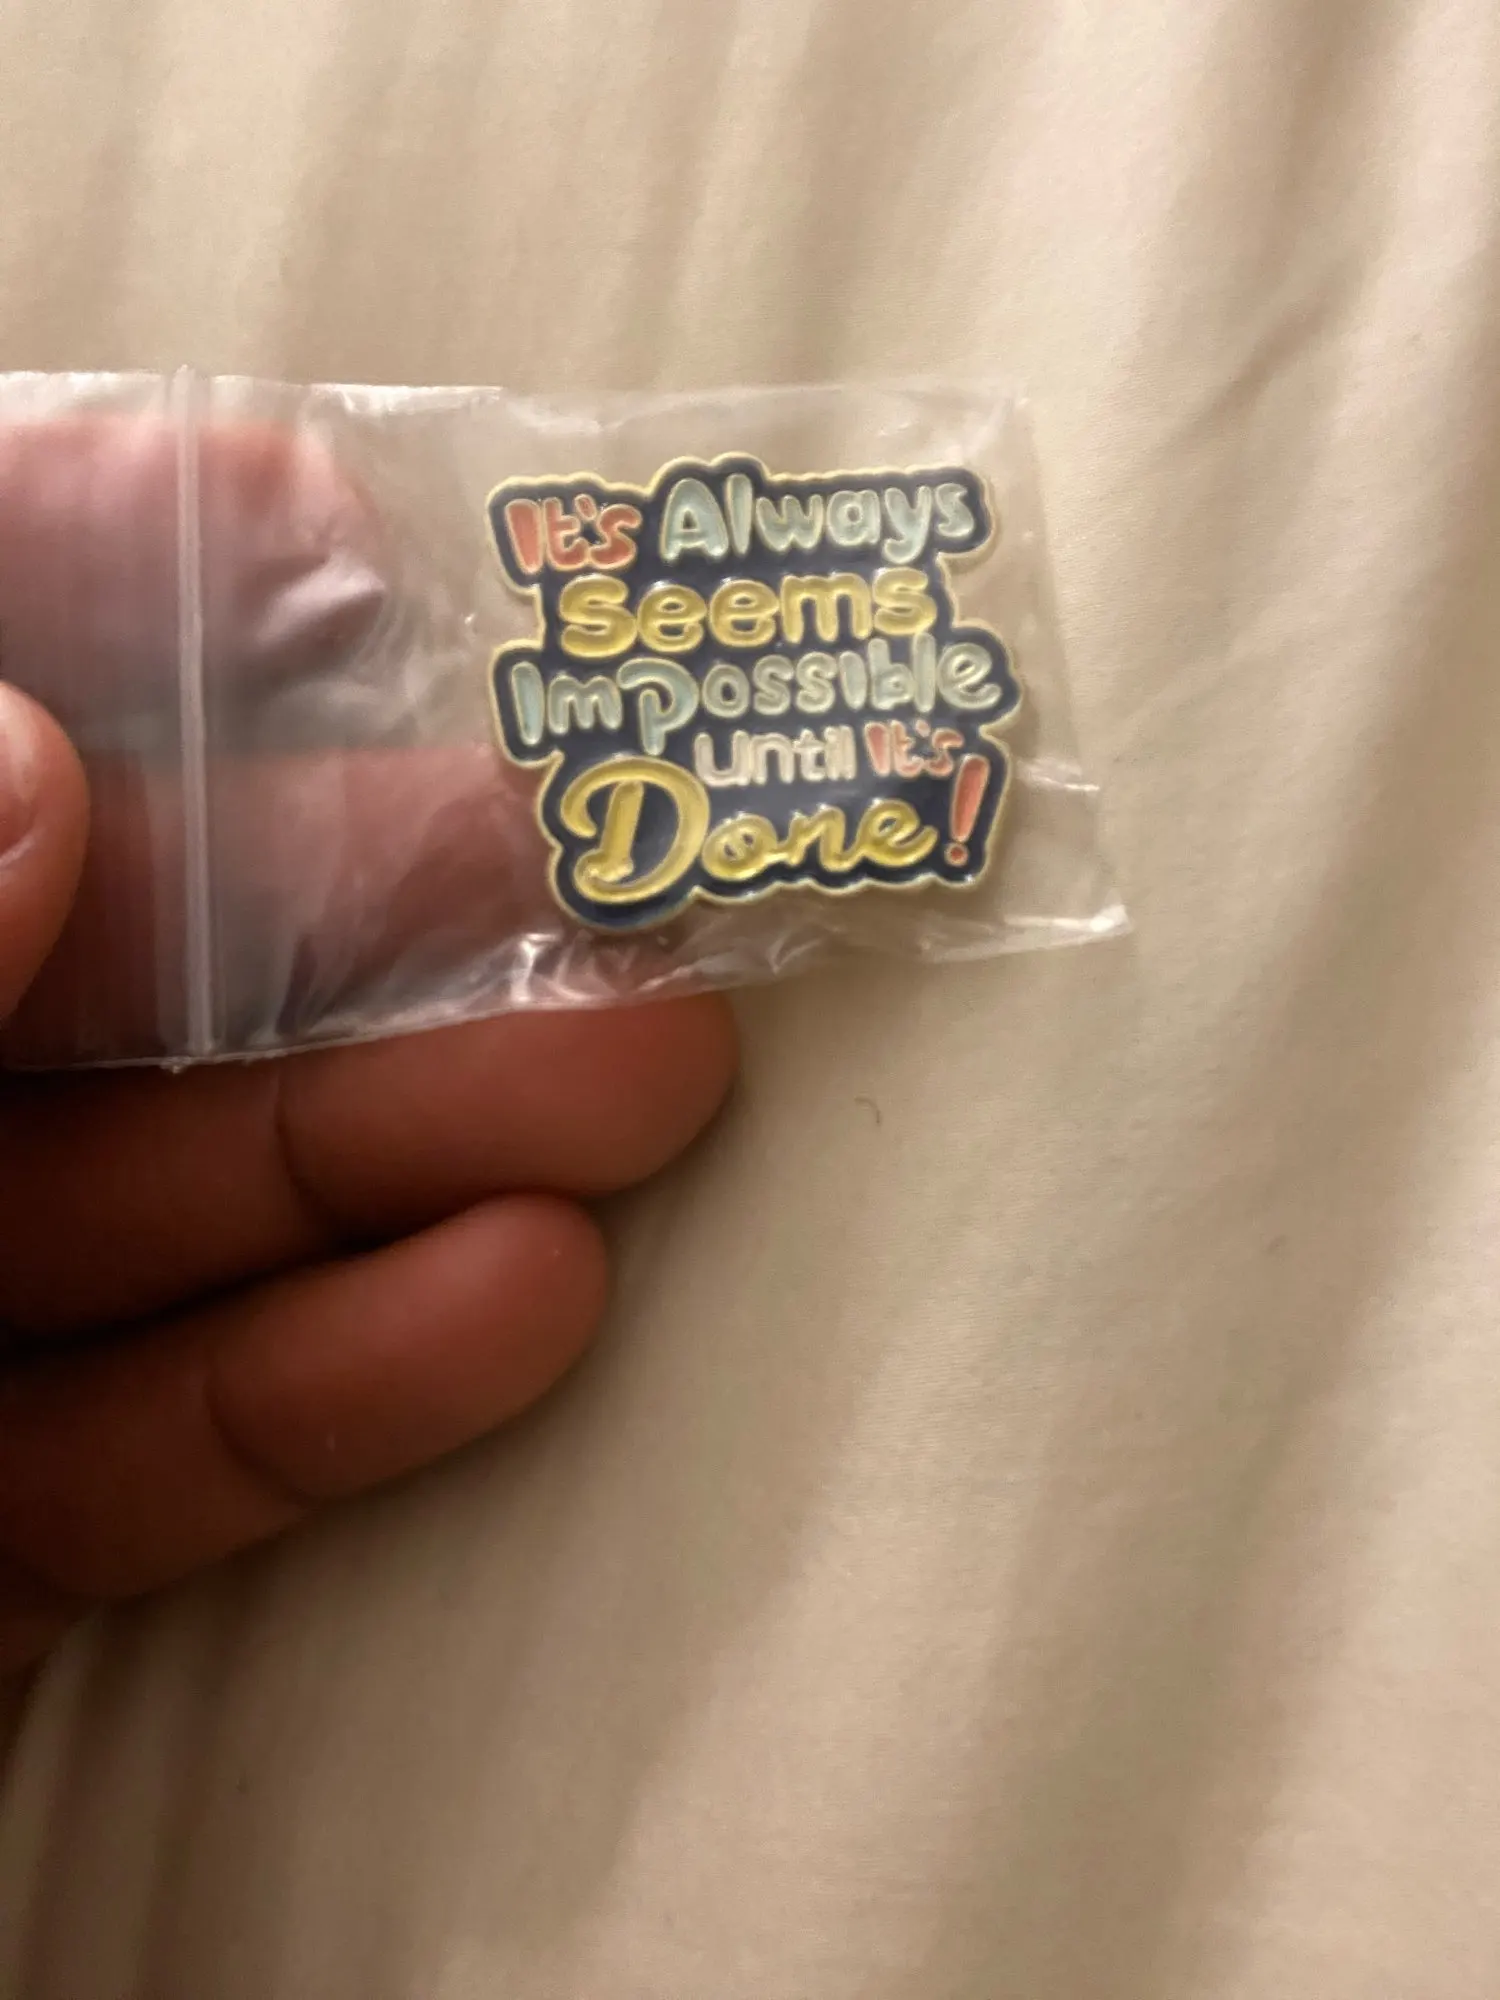 It's Always
Seems
Impossible
until It's
Done!